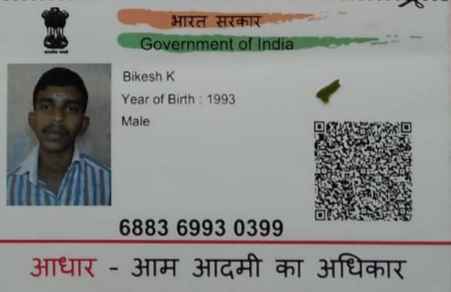 भारत सरकार
Government of India
Bikesh K
Year of Birth : 1993
Male
6883 6993 0399
आधार - आम आदमी का अधिकार